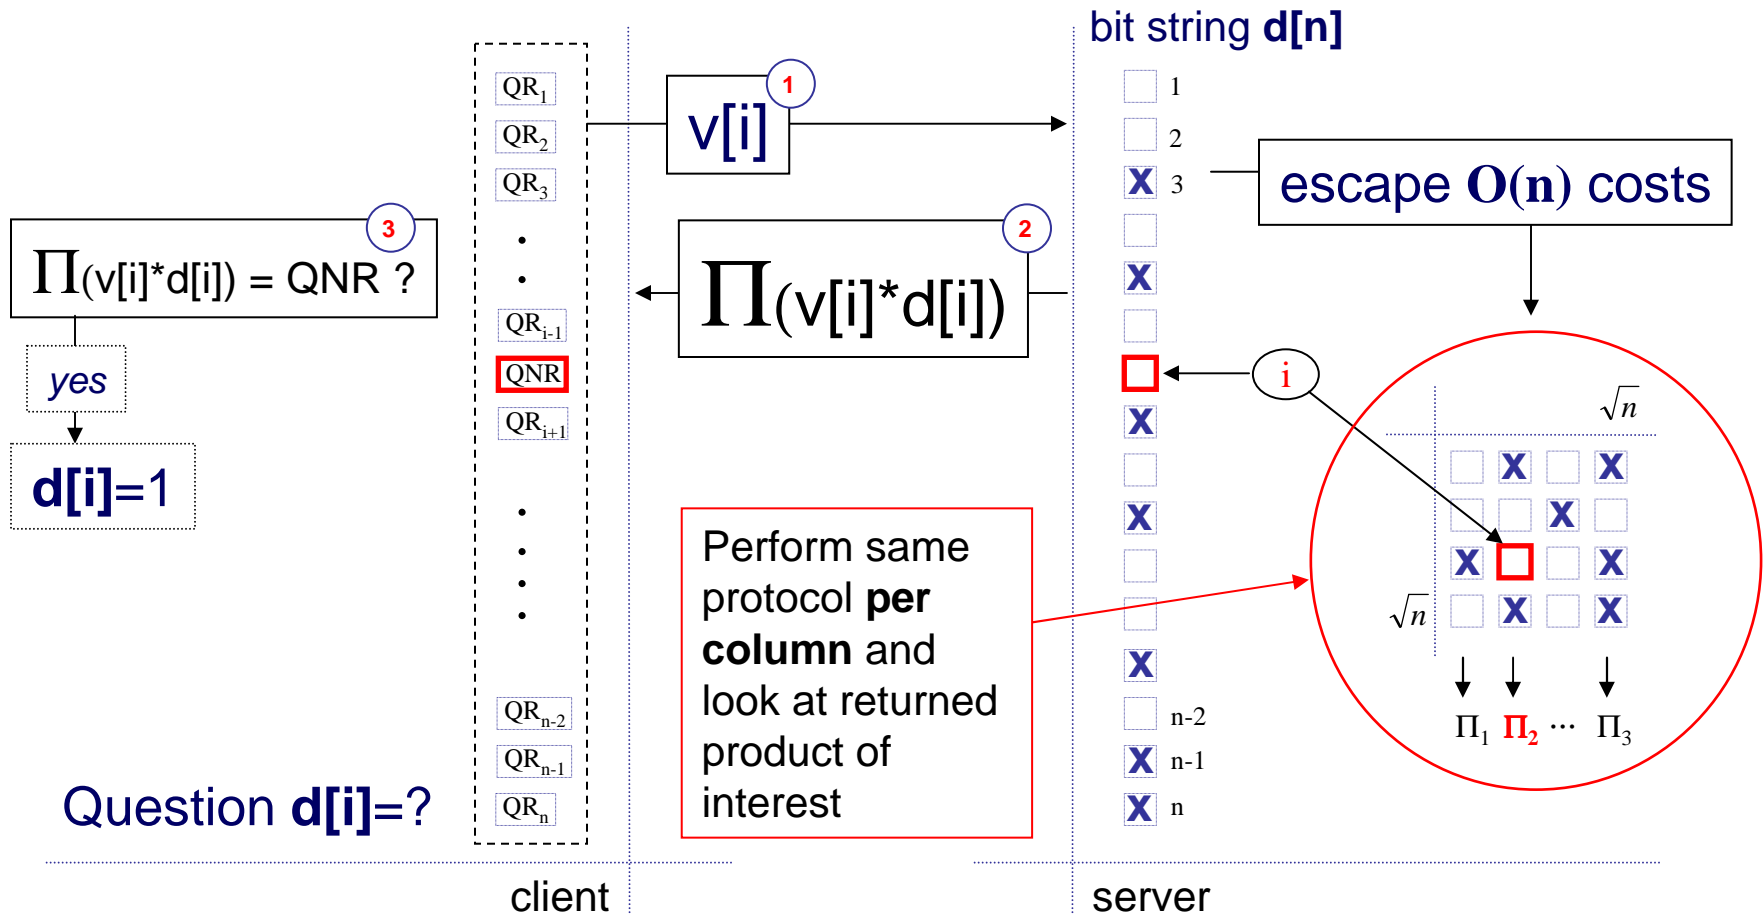 bit string d[n]
QR1
QR2
QR3
QRi-1
QNR
QRi+1
QRn-2
QRn-1
QRn
1
v[i]
2
∏(v[i]*d[i])
3
∏(v[i]*d[i]) = QNR ?
yes
d[i]=1
Question d[i]=?
1
2
X 3
X
X
X
X
n-2
X n-1
X n
i
escape O(n) costs
√n
X X
X
X X
√n
X X
Π1 Π2 ··· Π3
Perform same
protocol per
column and
look at returned
product of
interest
client
server